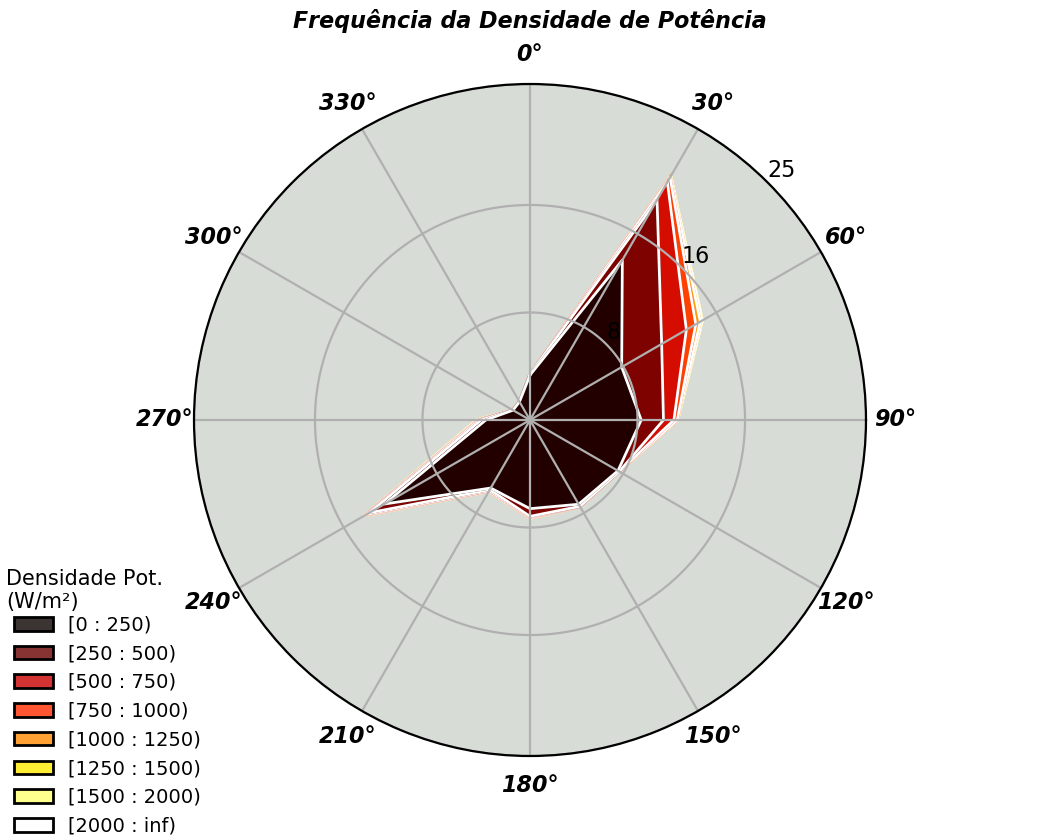 Frequência da Densidade de Potência
0°
330°
30°
25
300°
60°
16
8
270°
90°
240°
120°
210°
150°
180°
Densidade Pot.
(W/m²)
[0 : 250)
[250 : 500)
[500 : 750)
[750 : 1000)
[1000 : 1250)
[1250 : 1500)
[1500 : 2000)
[2000 : inf)